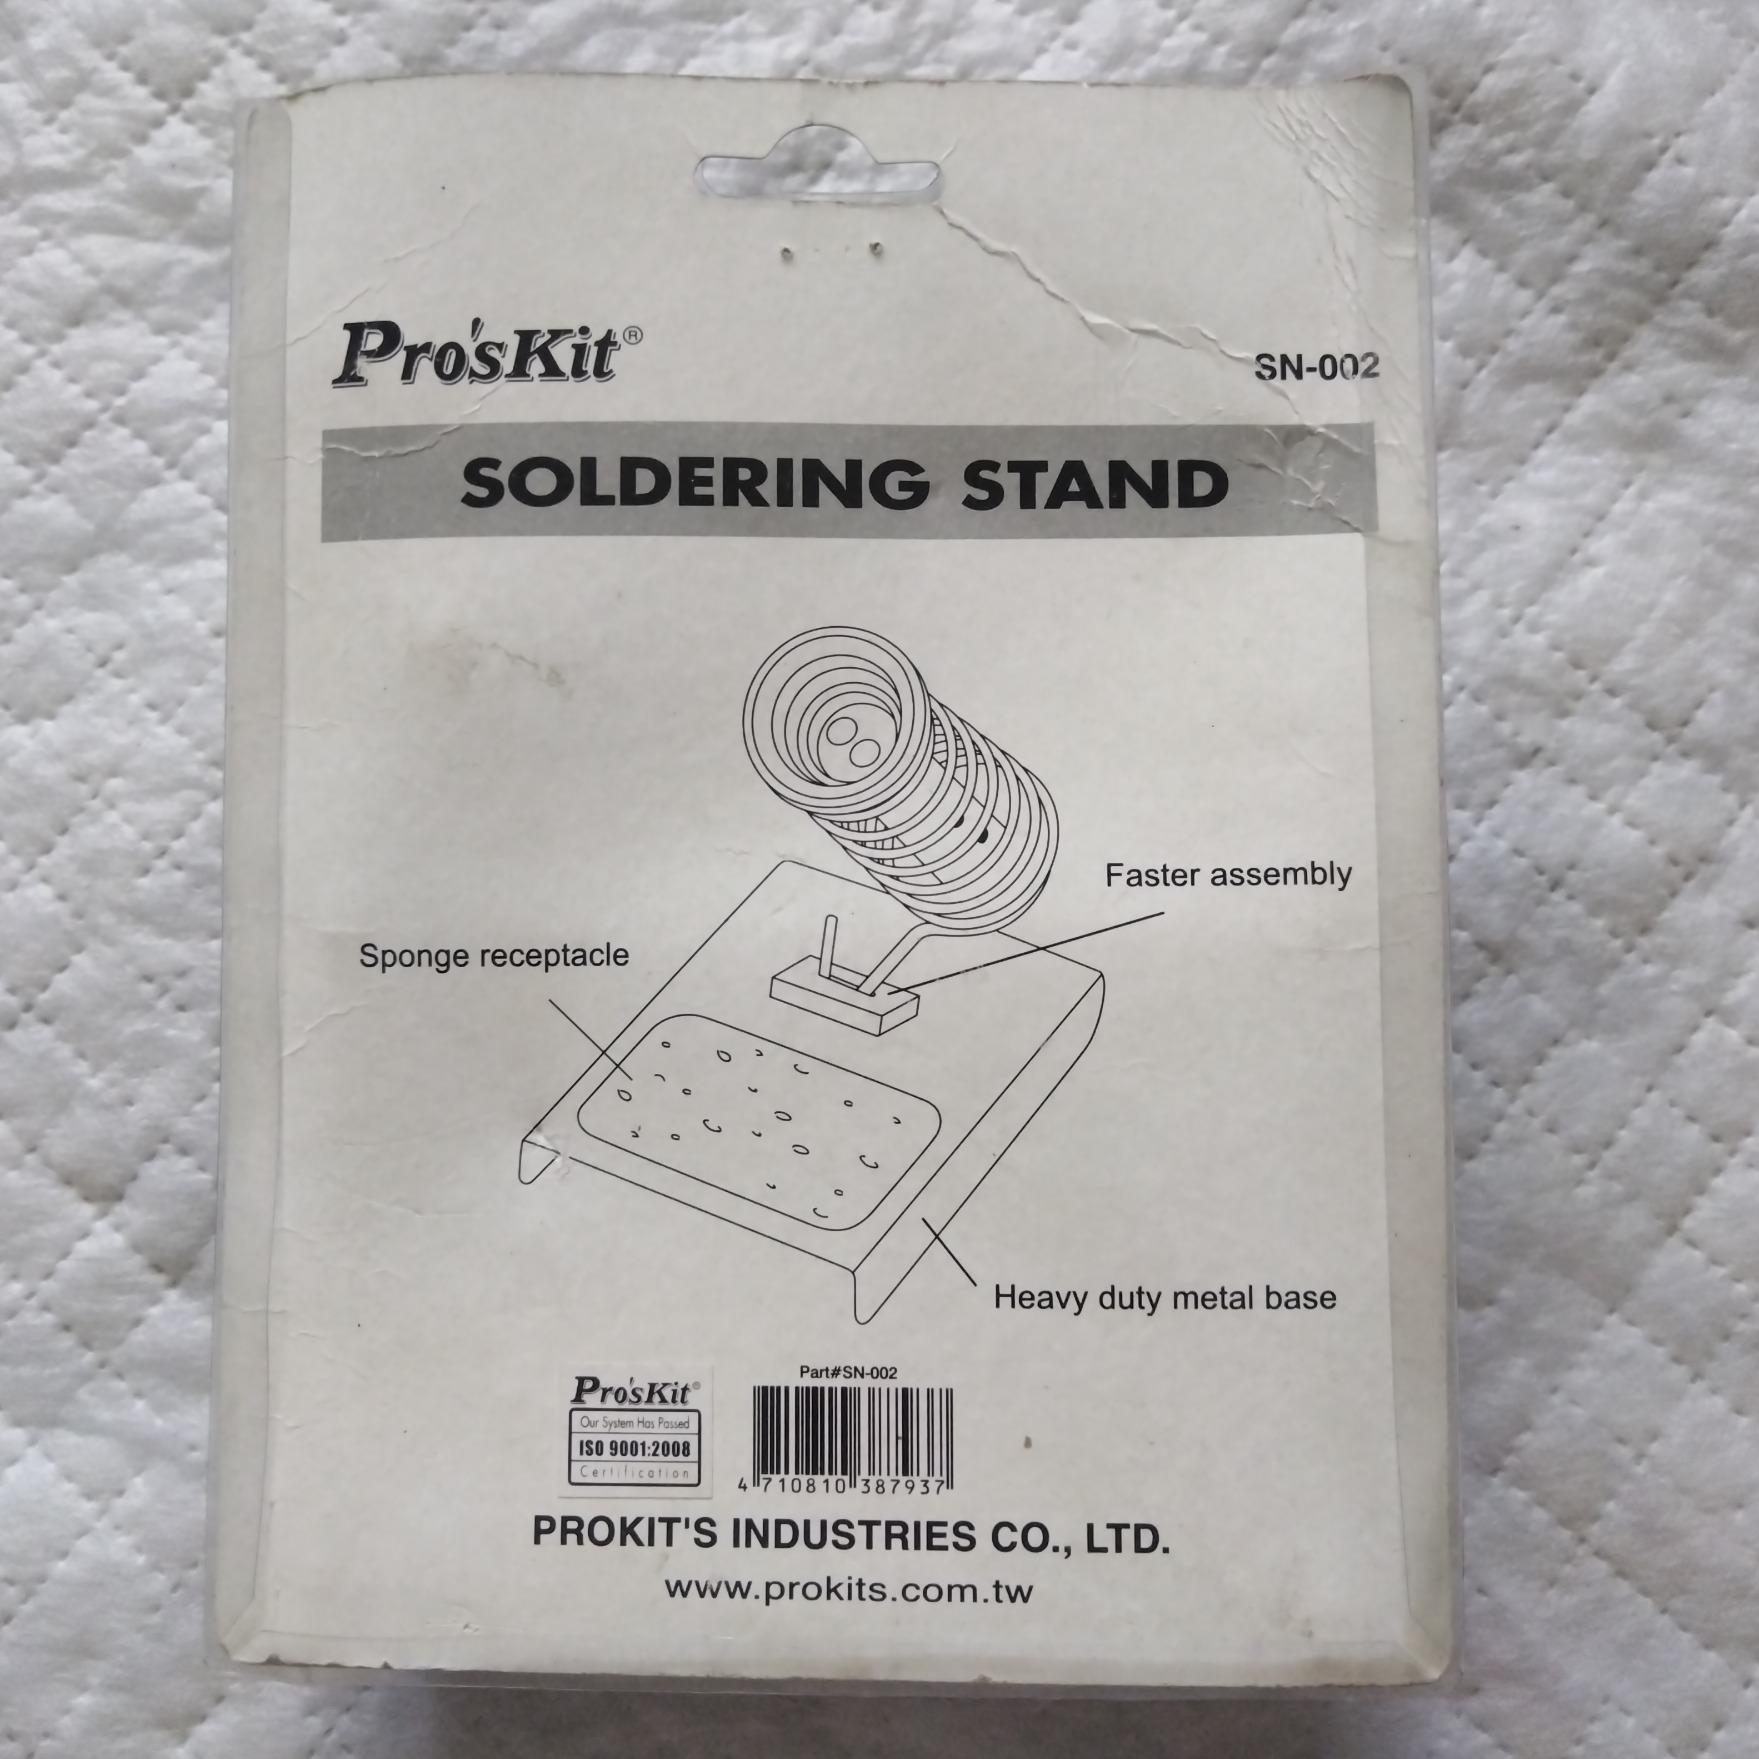 Pro'sKit®
SN-002
SOLDERING STAND
Faster assembly
Sponge receptacle
Heavy duty metal base
Pro'sKit®
Our System Has Passed
ISO 9001:2008
Certification
Part#SN-002
4 710810 387937
PROKIT'S INDUSTRIES CO., LTD.
www.prokits.com.tw